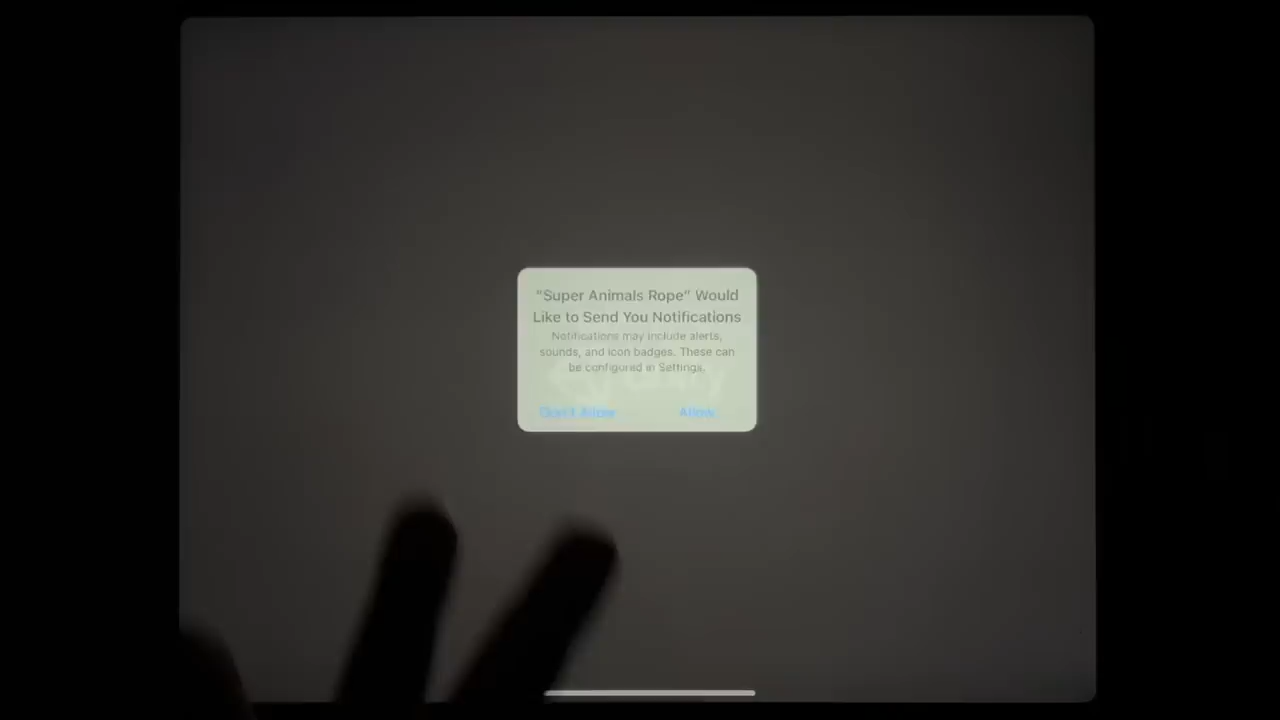 "Super Animals Rope" Would
Like to Send You Notifications
Notifications may include alerts,
sounds, and icon badges. These can
be configured in Settings.
Don't Allow
Allow